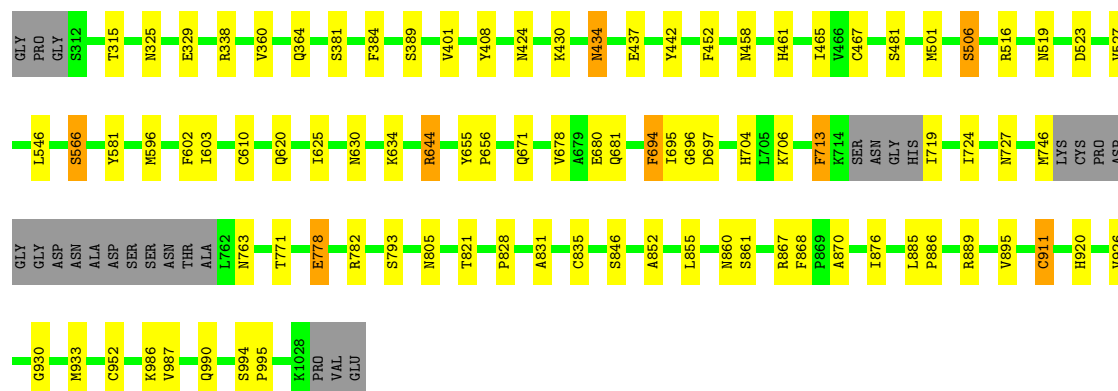 GLY PRO GLY S312 T315 N325 E329 R338 V360 Q364 S381 F384 S389 V401 Y408 N424 K430 N434 E437 Y442 F452 N458 H461 I465 V466 C467 S481 M501 S506 R516 N519 D523
L546 S566 Y581 M596 F602 I603 C610 Q620 I625 N630 K634 R644 Y655 P656 Q671 V678 A679 E680 Q681 F694 I695 G696 D697 H704 L705 K706 F713 K714 SER ASN GLY HIS I719 I724 N727 M746 LYS CYS PRO ASP
GLY GLY ASP ASN ALA ASP SER SER ASN THR ALA L762 N763 T771 E778 R782 S793 N805 T821 P828 A831 C835 S846 A852 L855 N860 S861 R867 F868 P869 A870 I876 L885 P886 R889 V895 C911 H920
G930 M933 C952 K986 V987 Q990 S994 P995 K1028 PRO VAL GLU